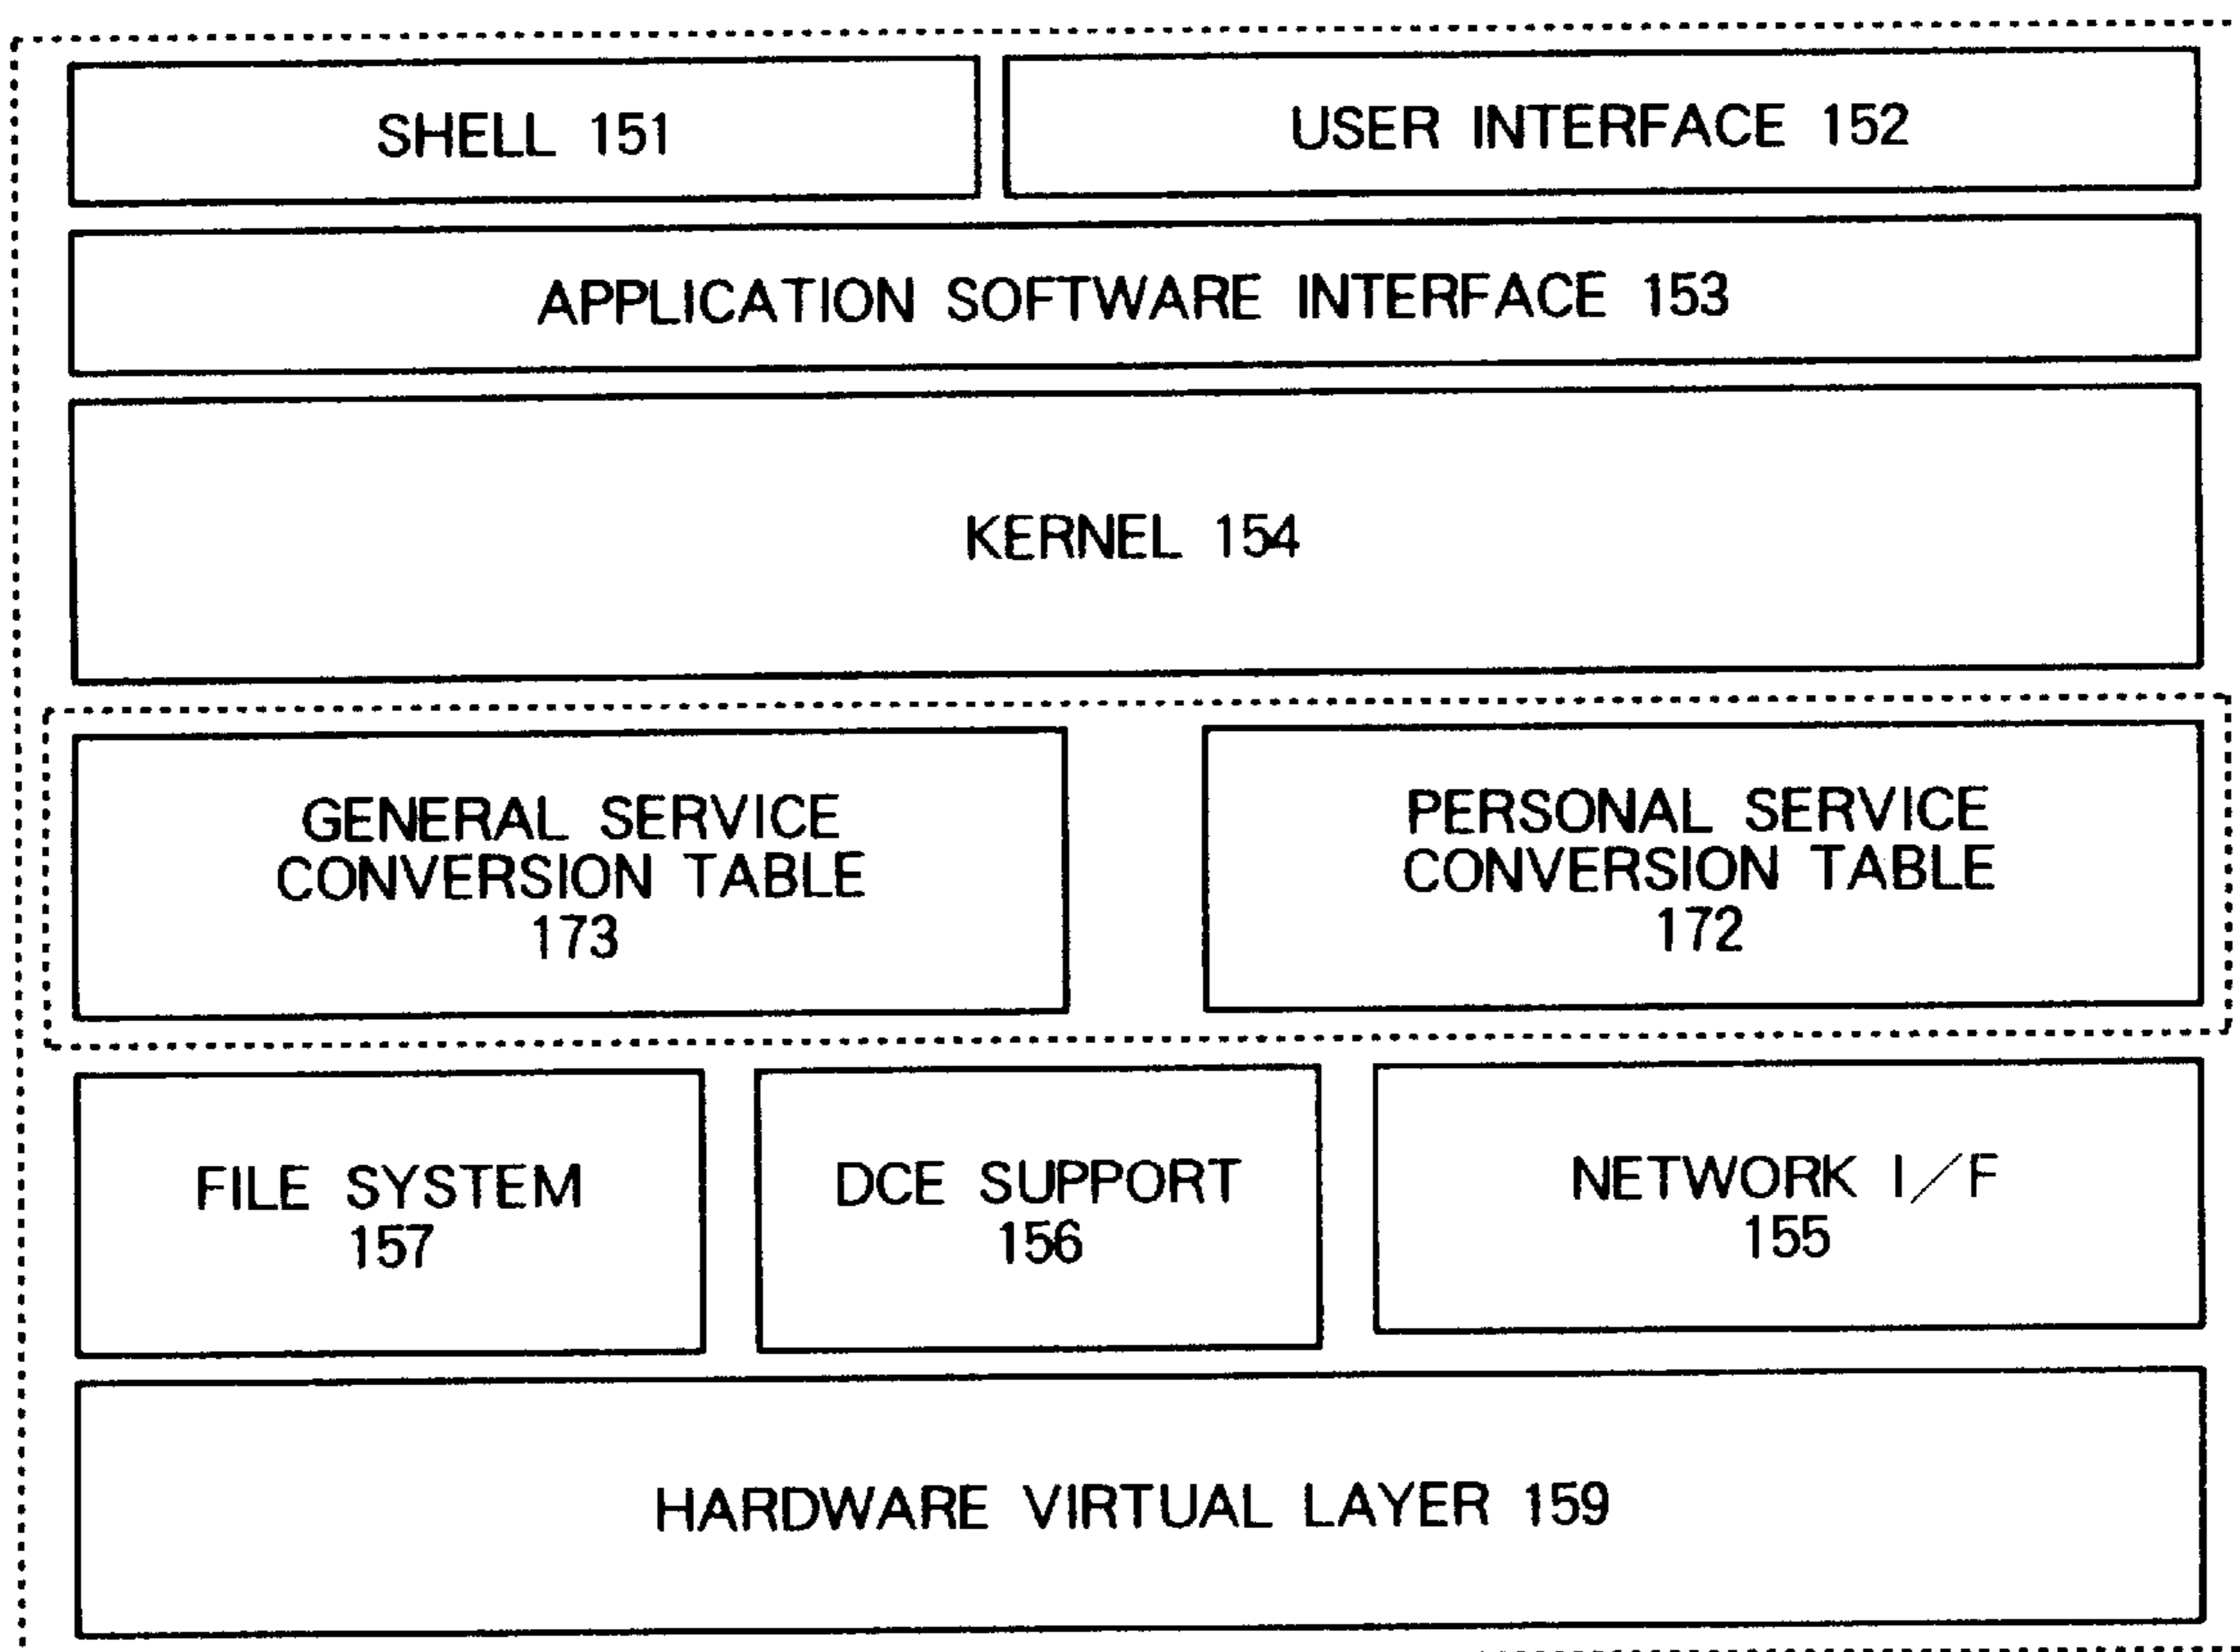 SHELL 151
USER INTERFACE 152
APPLICATION SOFTWARE INTERFACE 153
KERNEL 154
GENERAL SERVICE
CONVERSION TABLE
173
PERSONAL SERVICE
CONVERSION TABLE
172
FILE SYSTEM
157
DCE SUPPORT
156
NETWORK I/F
155
HARDWARE VIRTUAL LAYER 159